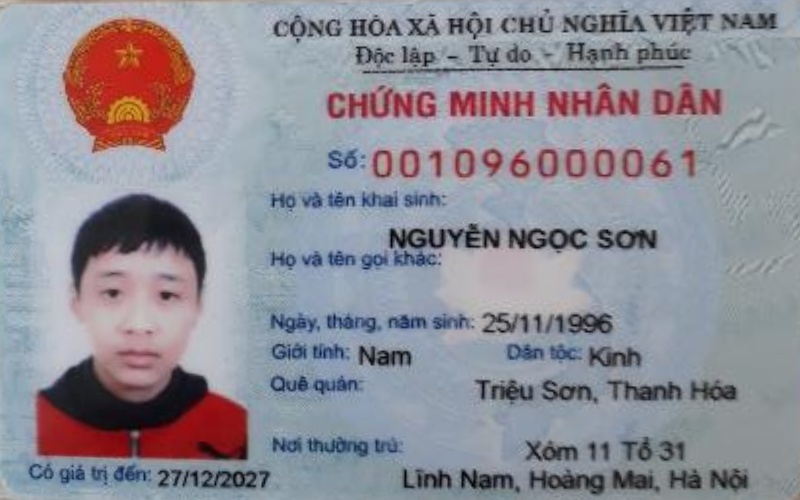 CỘNG HÒA XÃ HỘI CHỦ NGHĨA VIỆT NAM
Độc lập - Tự do - Hạnh phúc
CHỨNG MINH NHÂN DÂN
Số: 001096000061
Họ và tên khai sinh:
NGUYỄN NGỌC SƠN
Họ và tên gọi khác:
Ngày, tháng, năm sinh: 25/11/1996
Giới tính: Nam Dân tộc: Kinh
Quê quán: Triệu Sơn, Thanh Hóa
Nơi thường trú: Xóm 11 Tổ 31
Lĩnh Nam, Hoàng Mai, Hà Nội
Có giá trị đến: 27/12/2027